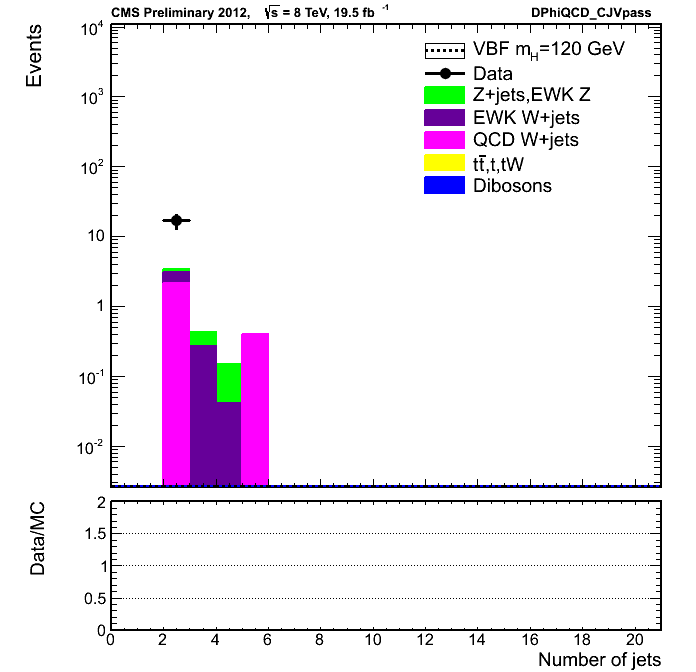 CMS Preliminary 2012, √s = 8 TeV, 19.5 fb⁻¹ DPhiQCD_CJVpass
Events
10⁴
10³
10²
10
1
10⁻¹
10⁻²
VBF m_H=120 GeV
Data
Z+jets,EWK Z
EWK W+jets
QCD W+jets
tt̅,t,tW
Dibosons
Data/MC
2
1.5
1
0.5
0
0 2 4 6 8 10 12 14 16 18 20
Number of jets